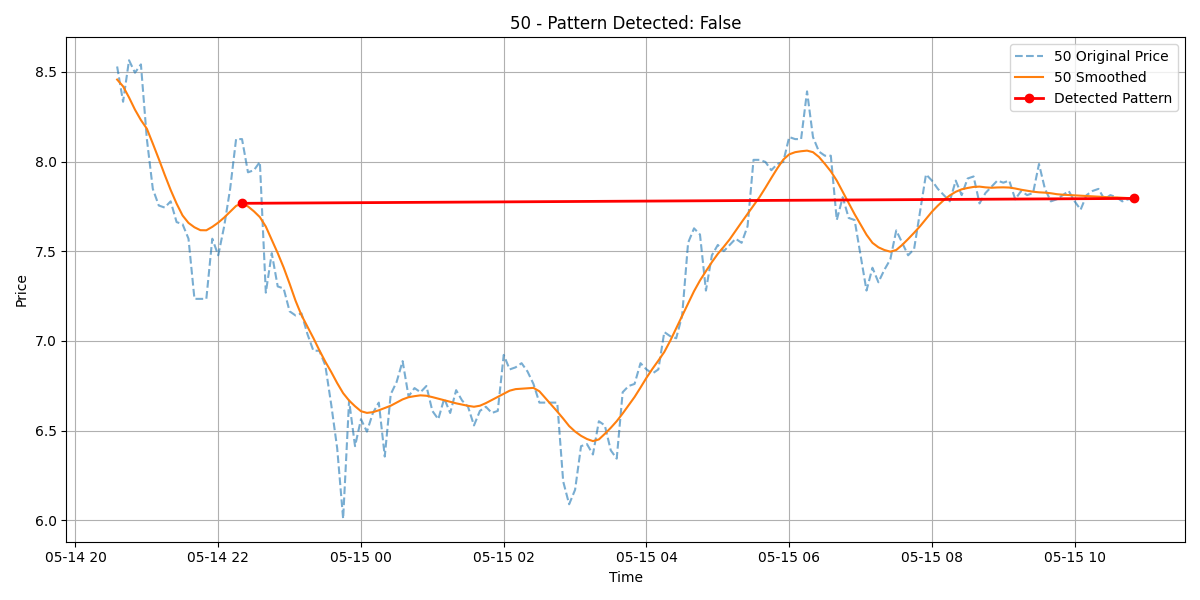 50 - Pattern Detected: False
50 Original Price
50 Smoothed
Detected Pattern
Price
8.5
8.0
7.5
7.0
6.5
6.0
05-14 20
05-14 22
05-15 00
05-15 02
05-15 04
05-15 06
05-15 08
05-15 10
Time